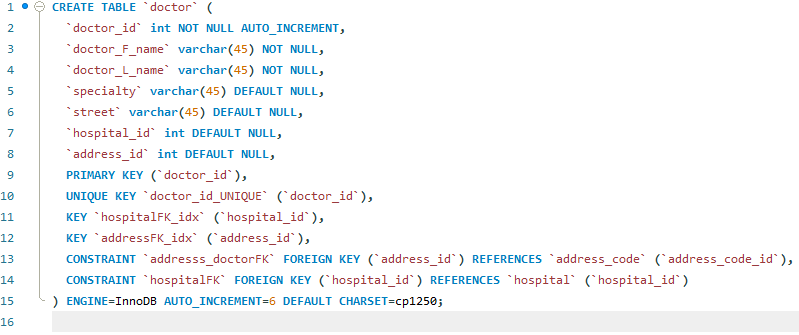 1 CREATE TABLE `doctor` (
2 `doctor_id` int NOT NULL AUTO_INCREMENT,
3 `doctor_F_name` varchar(45) NOT NULL,
4 `doctor_L_name` varchar(45) NOT NULL,
5 `specialty` varchar(45) DEFAULT NULL,
6 `street` varchar(45) DEFAULT NULL,
7 `hospital_id` int DEFAULT NULL,
8 `address_id` int DEFAULT NULL,
9 PRIMARY KEY (`doctor_id`),
10 UNIQUE KEY `doctor_id_UNIQUE` (`doctor_id`),
11 KEY `hospitalFK_idx` (`hospital_id`),
12 KEY `addressFK_idx` (`address_id`),
13 CONSTRAINT `addresss_doctorFK` FOREIGN KEY (`address_id`) REFERENCES `address_code` (`address_code_id`),
14 CONSTRAINT `hospitalFK` FOREIGN KEY (`hospital_id`) REFERENCES `hospital` (`hospital_id`)
15 ) ENGINE=InnoDB AUTO_INCREMENT=6 DEFAULT CHARSET=cp1250;
16